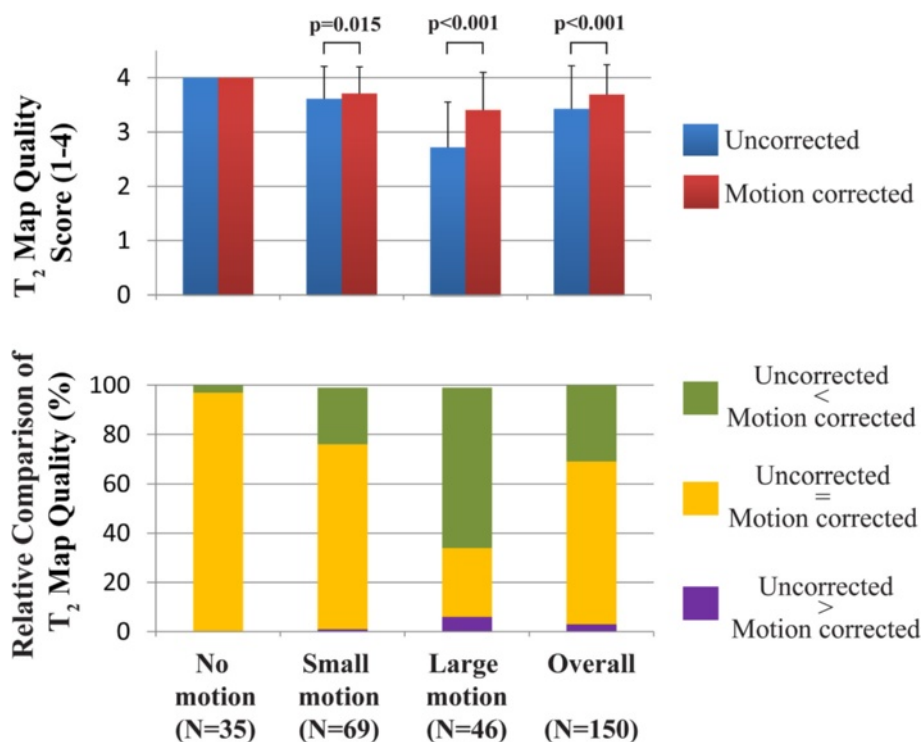 p=0.015
p<0.001
p<0.001
T₂ Map Quality
Score (1-4)
4
3
2
1
0
Uncorrected
Motion corrected
Relative Comparison of
T₂ Map Quality (%)
100
80
60
40
20
0
Uncorrected
<
Motion corrected
Uncorrected
=
Motion corrected
Uncorrected
>
Motion corrected
No
motion
(N=35)
Small
motion
(N=69)
Large
motion
(N=46)
Overall
(N=150)